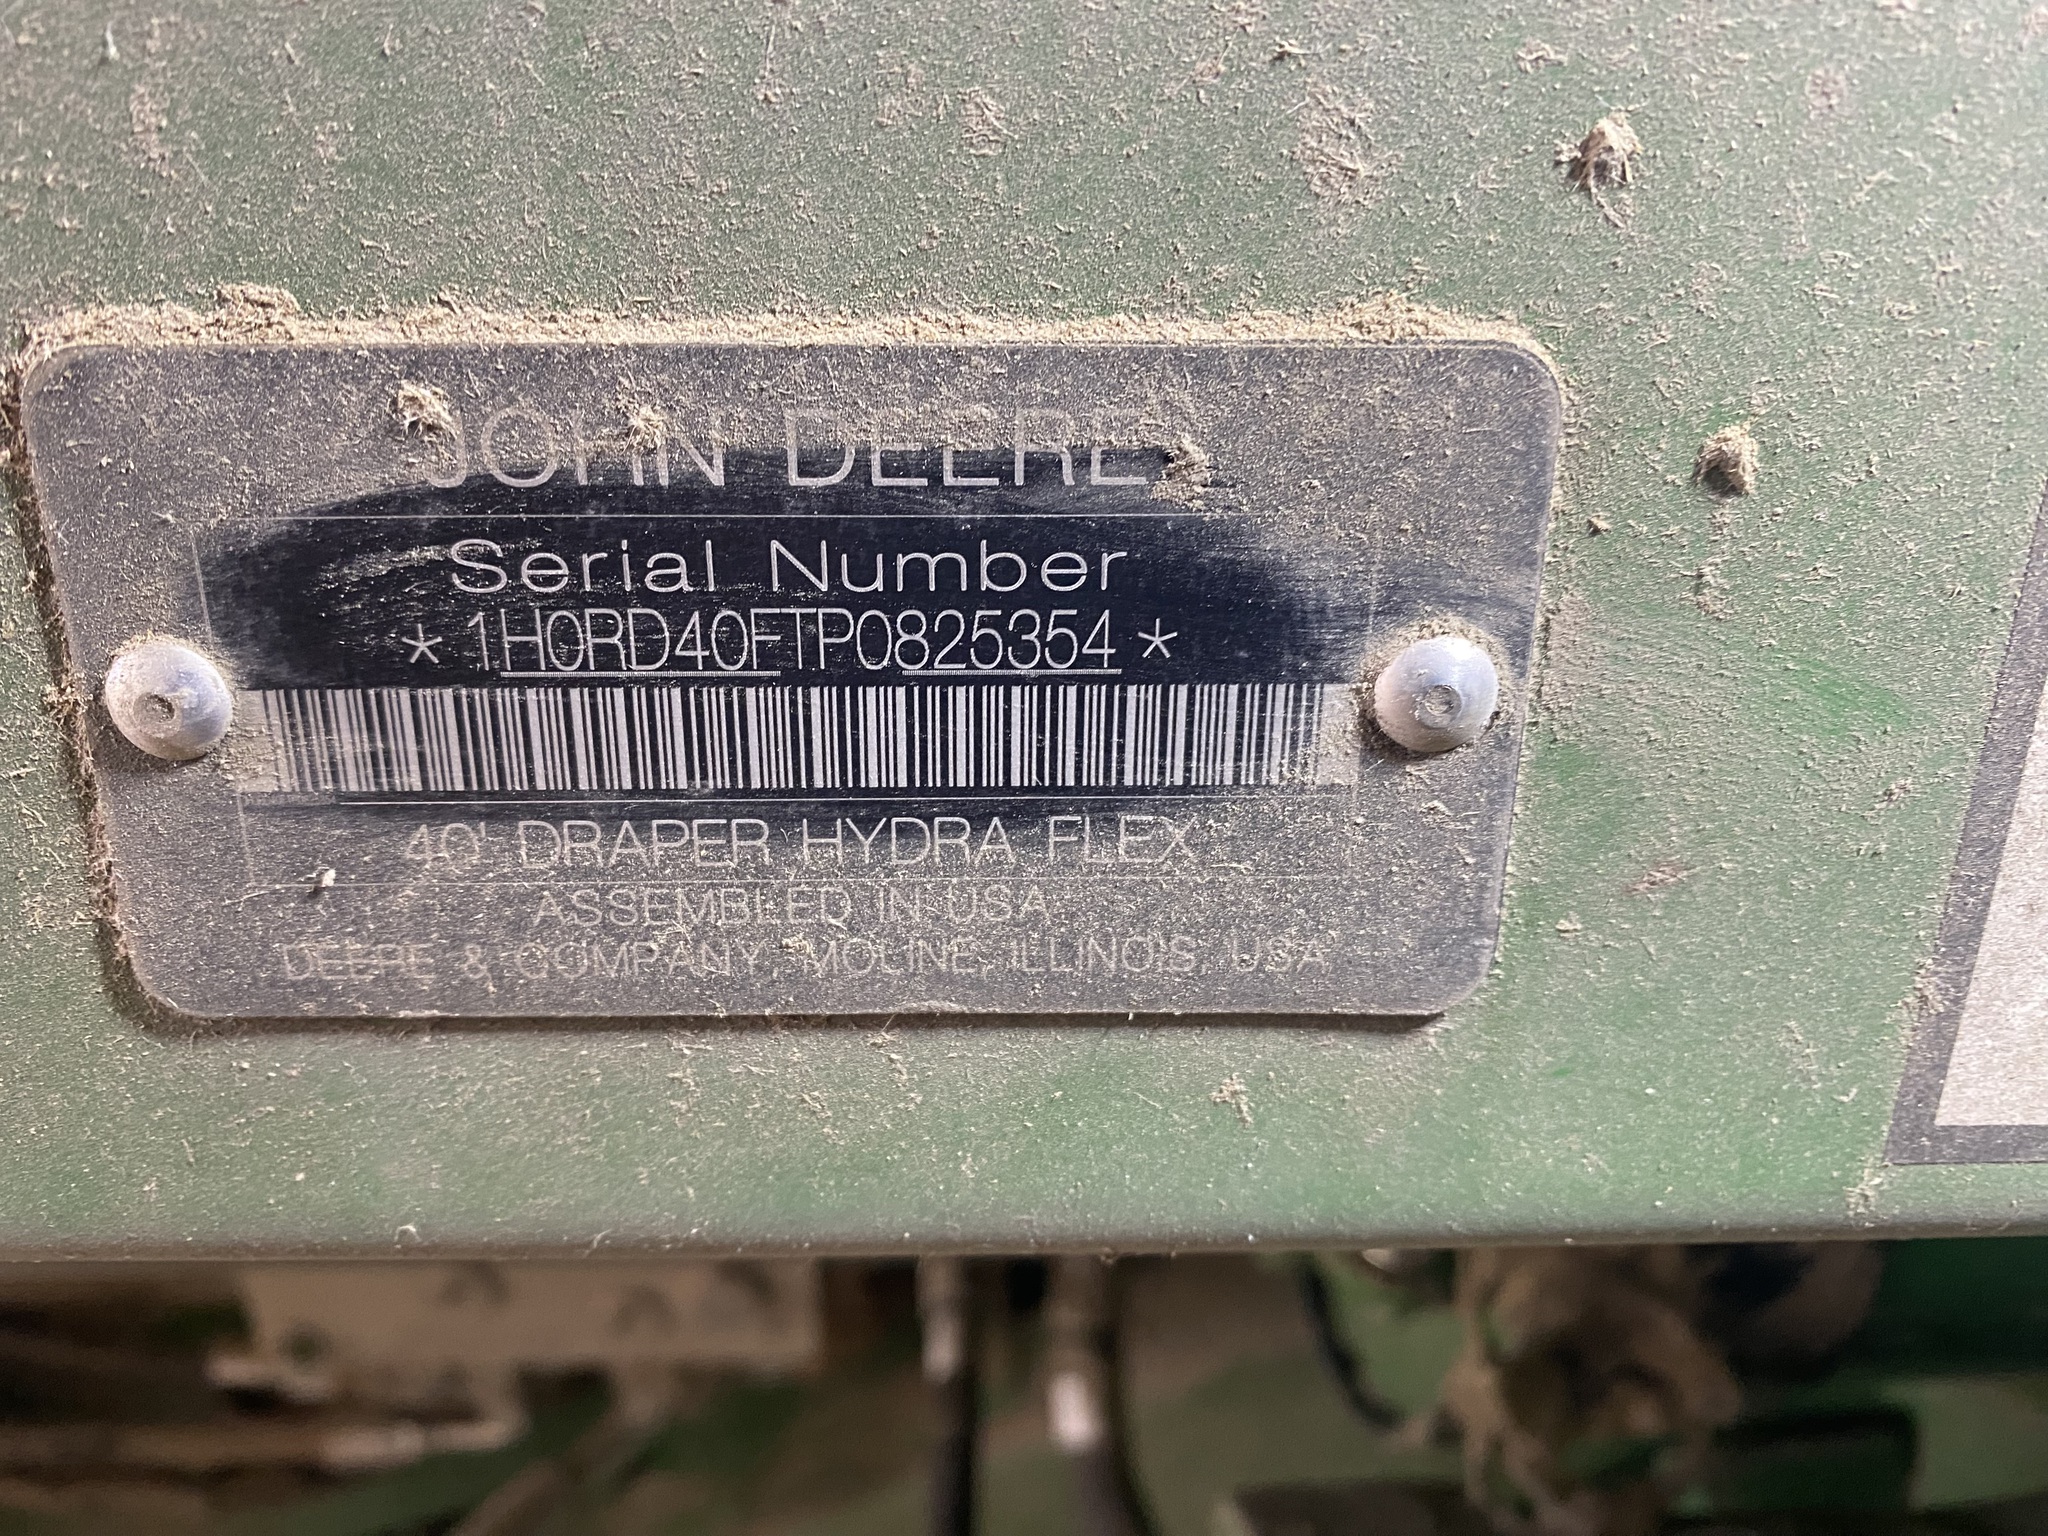 JOHN DEERE
Serial Number
* 1H0RD40FTP0825354 *
40' DRAPER HYDRA FLEX
ASSEMBLED IN USA
DEERE & COMPANY, MOLINE, ILLINOIS, USA